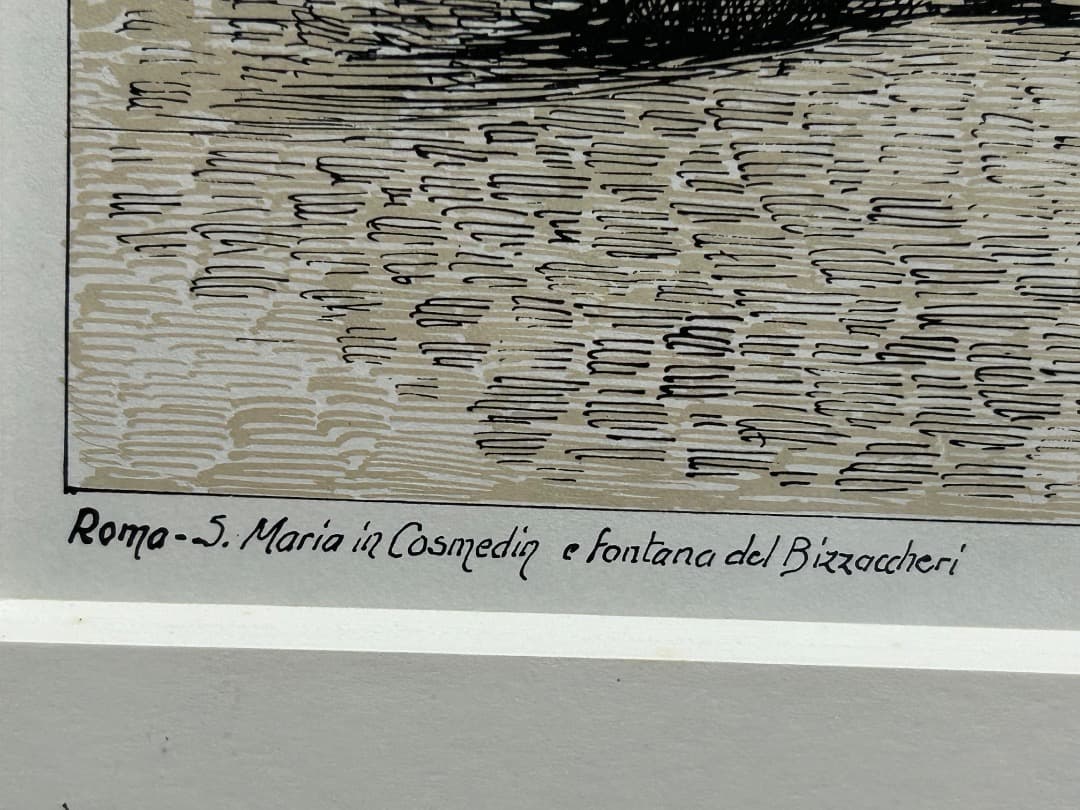 Roma - S. Maria in Cosmedin e fontana del Bizzaccheri